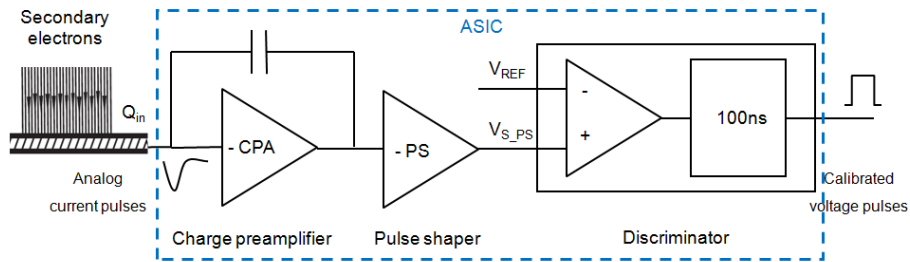 Secondary
electrons
ASIC
Q_in
V_REF
-
- CPA
- PS
V_S_PS
+
100ns
Analog
current pulses
Calibrated
voltage pulses
Charge preamplifier
Pulse shaper
Discriminator